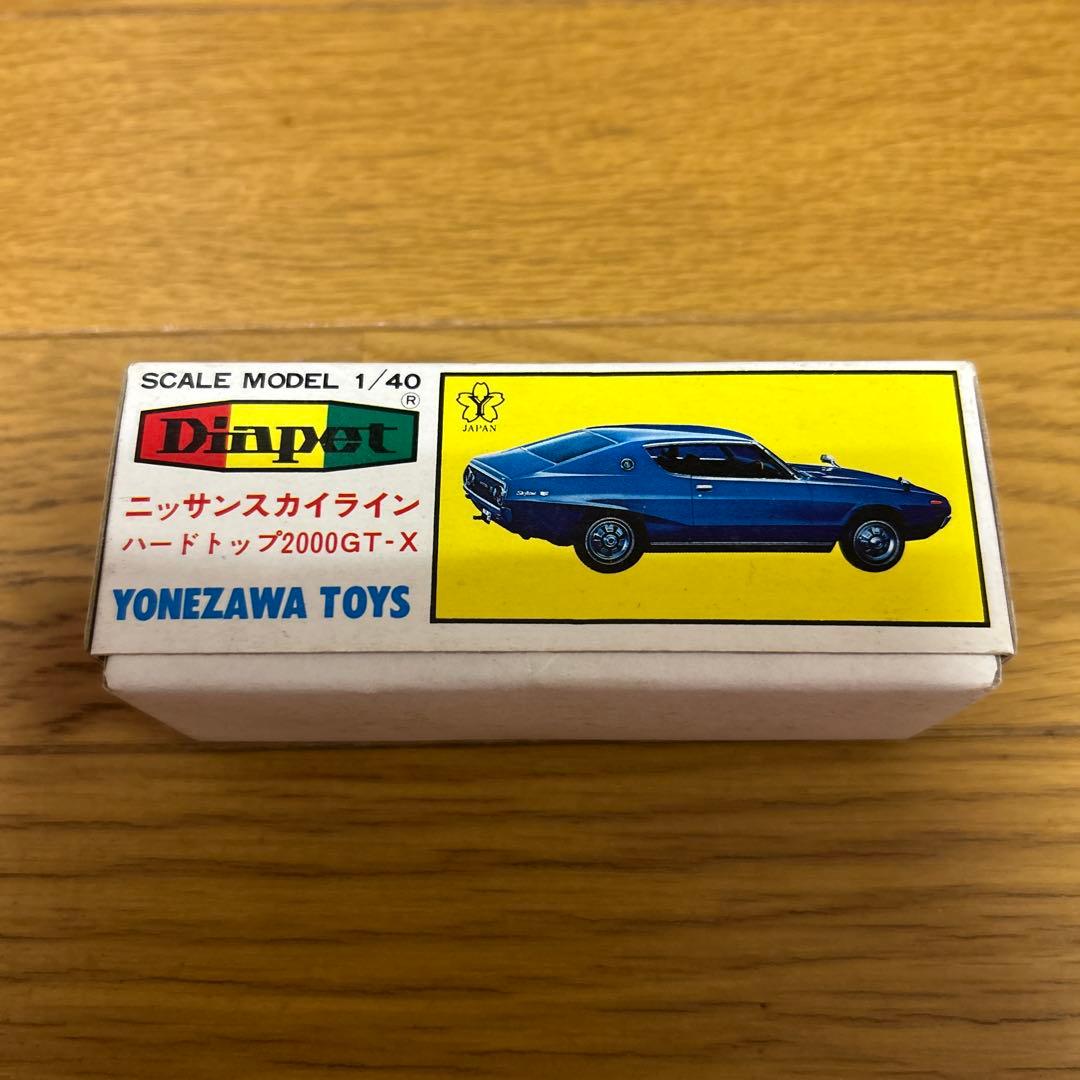 SCALE MODEL 1/40
Diapet ®
ニッサンスカイライン
ハードトップ2000GT-X
YONEZAWA TOYS
Y
JAPAN
Skyline